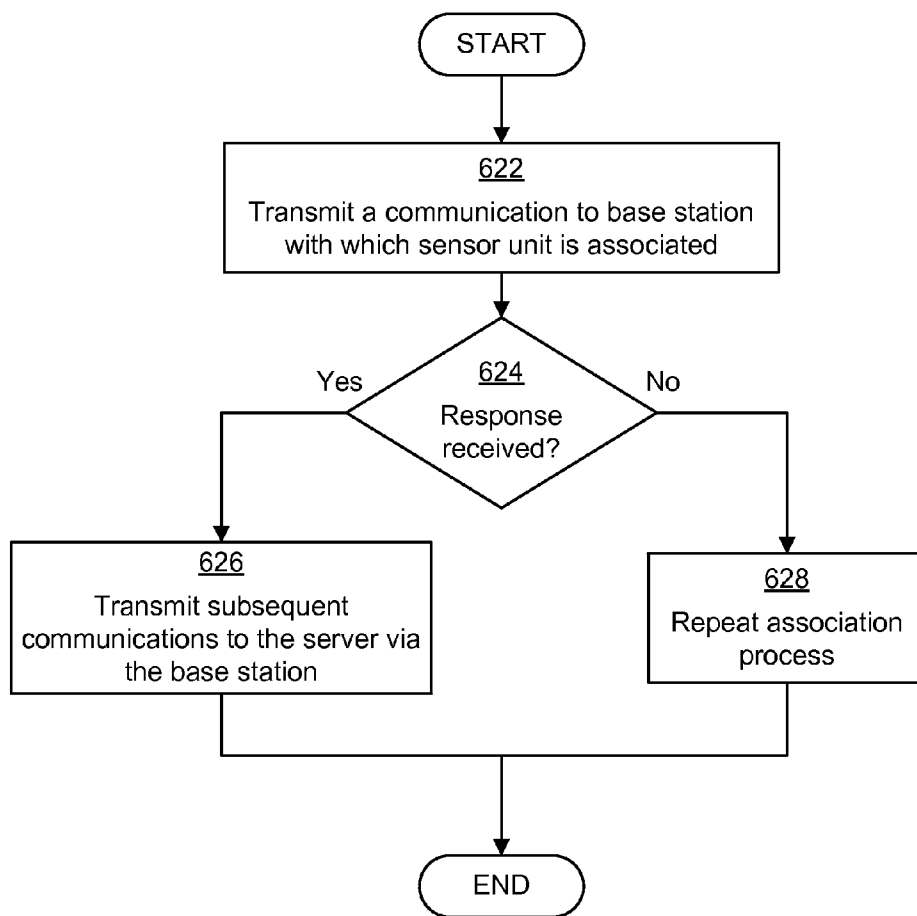 START
622
Transmit a communication to base station
with which sensor unit is associated
624
Response
received?
Yes
No
626
Transmit subsequent
communications to the server via
the base station
628
Repeat association
process
END